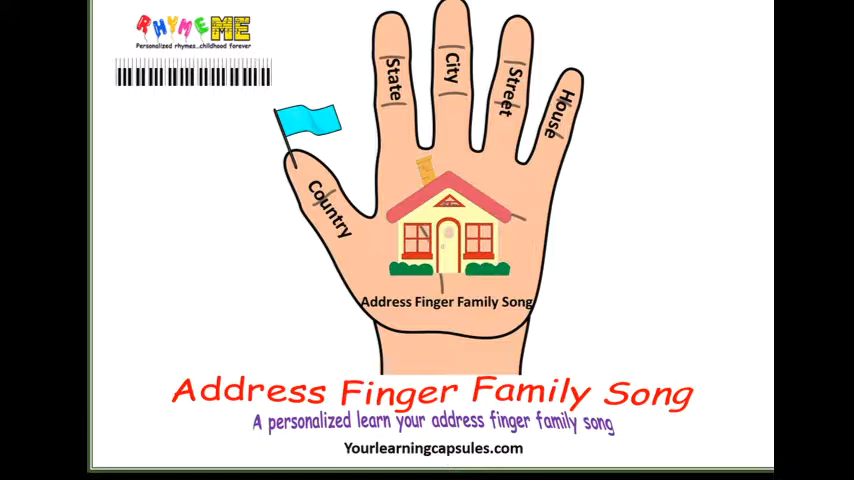 RHYMEME
Personalized rhymes...childhood forever
State
City
Street
House
Country
Address Finger Family Song
Address Finger Family Song
A personalized learn your address finger family song
Yourlearningcapsules.com